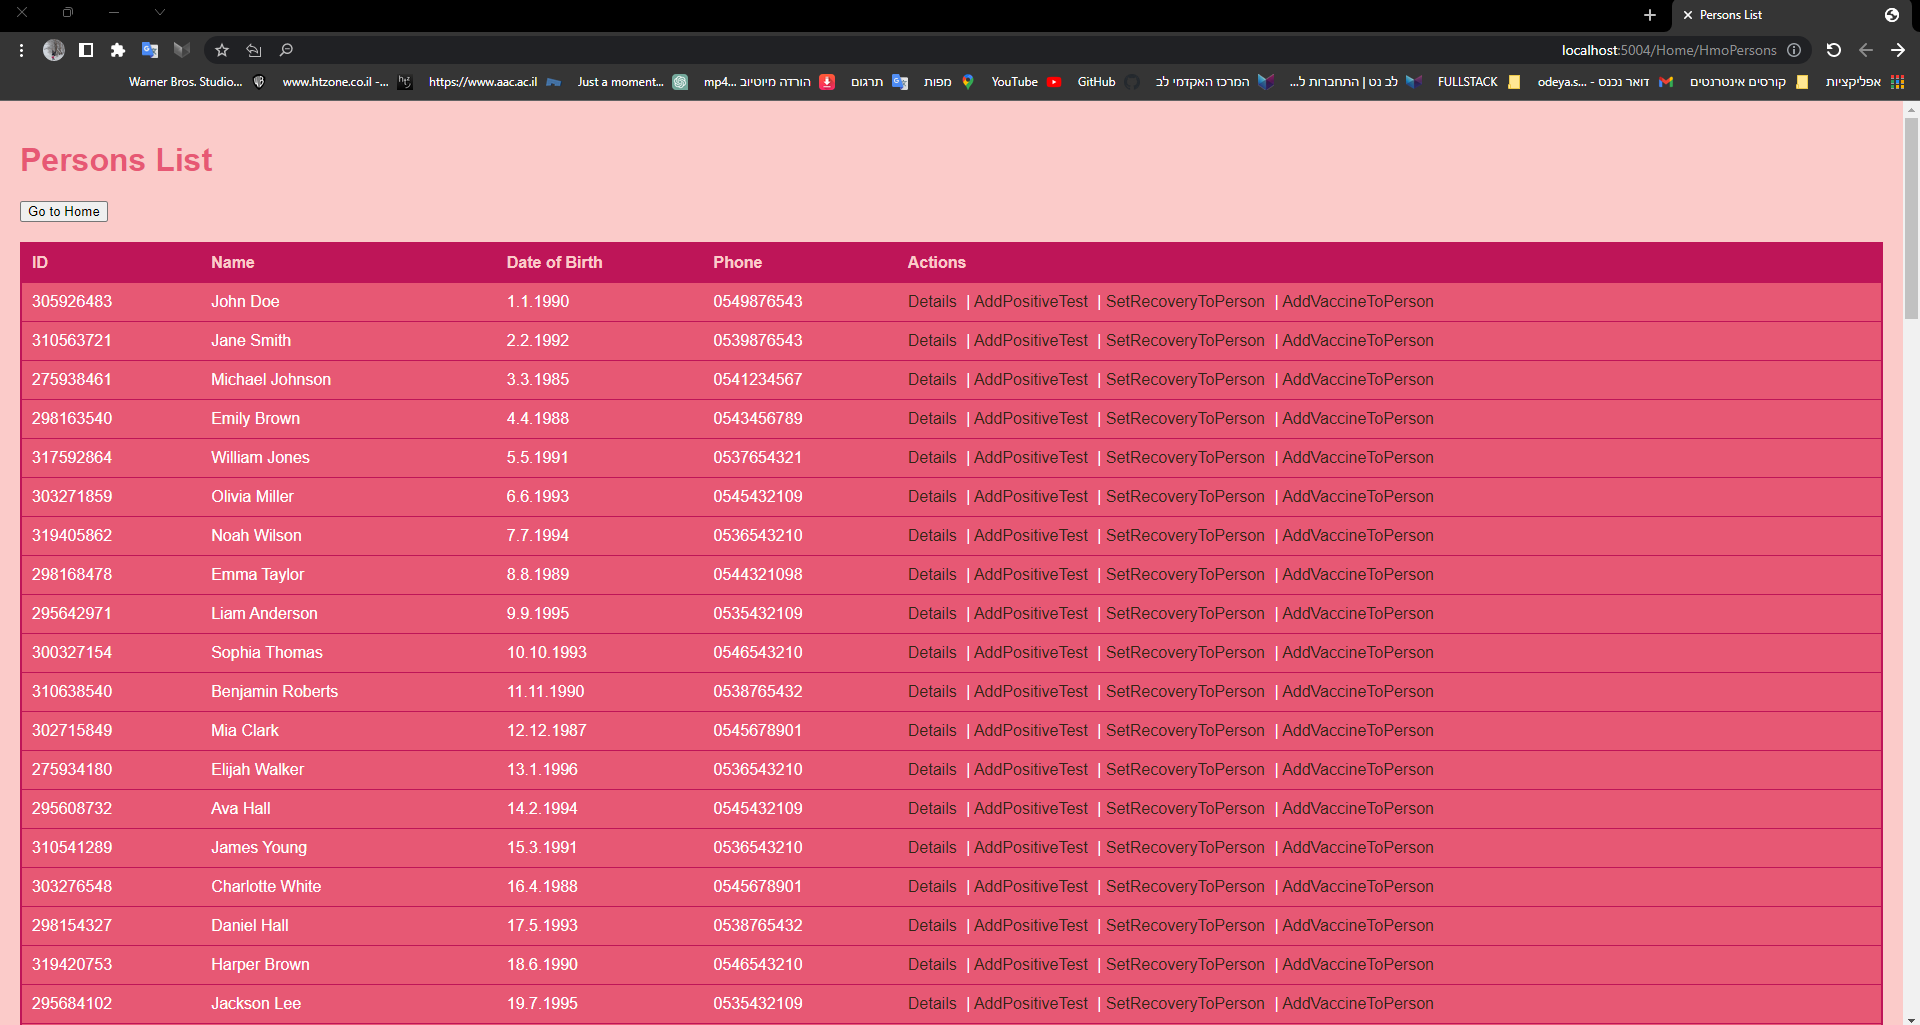 Persons List
localhost:5004/Home/HmoPersons
אפליקציות קורסים אינטרנטים דואר נכנס - odeya.s... FULLSTACK לב נט | התחברות ל... המרכז האקדמי לב GitHub YouTube מפות תרגום הורדה מיוטיוב mp4... Just a moment... https://www.aac.ac.il www.htzone.co.il -... Warner Bros. Studio...
Persons List
Go to Home
ID Name Date of Birth Phone Actions
305926483 John Doe 1.1.1990 0549876543 Details | AddPositiveTest | SetRecoveryToPerson | AddVaccineToPerson
310563721 Jane Smith 2.2.1992 0539876543 Details | AddPositiveTest | SetRecoveryToPerson | AddVaccineToPerson
275938461 Michael Johnson 3.3.1985 0541234567 Details | AddPositiveTest | SetRecoveryToPerson | AddVaccineToPerson
298163540 Emily Brown 4.4.1988 0543456789 Details | AddPositiveTest | SetRecoveryToPerson | AddVaccineToPerson
317592864 William Jones 5.5.1991 0537654321 Details | AddPositiveTest | SetRecoveryToPerson | AddVaccineToPerson
303271859 Olivia Miller 6.6.1993 0545432109 Details | AddPositiveTest | SetRecoveryToPerson | AddVaccineToPerson
319405862 Noah Wilson 7.7.1994 0536543210 Details | AddPositiveTest | SetRecoveryToPerson | AddVaccineToPerson
298168478 Emma Taylor 8.8.1989 0544321098 Details | AddPositiveTest | SetRecoveryToPerson | AddVaccineToPerson
295642971 Liam Anderson 9.9.1995 0535432109 Details | AddPositiveTest | SetRecoveryToPerson | AddVaccineToPerson
300327154 Sophia Thomas 10.10.1993 0546543210 Details | AddPositiveTest | SetRecoveryToPerson | AddVaccineToPerson
310638540 Benjamin Roberts 11.11.1990 0538765432 Details | AddPositiveTest | SetRecoveryToPerson | AddVaccineToPerson
302715849 Mia Clark 12.12.1987 0545678901 Details | AddPositiveTest | SetRecoveryToPerson | AddVaccineToPerson
275934180 Elijah Walker 13.1.1996 0536543210 Details | AddPositiveTest | SetRecoveryToPerson | AddVaccineToPerson
295608732 Ava Hall 14.2.1994 0545432109 Details | AddPositiveTest | SetRecoveryToPerson | AddVaccineToPerson
310541289 James Young 15.3.1991 0536543210 Details | AddPositiveTest | SetRecoveryToPerson | AddVaccineToPerson
303276548 Charlotte White 16.4.1988 0545678901 Details | AddPositiveTest | SetRecoveryToPerson | AddVaccineToPerson
298154327 Daniel Hall 17.5.1993 0538765432 Details | AddPositiveTest | SetRecoveryToPerson | AddVaccineToPerson
319420753 Harper Brown 18.6.1990 0546543210 Details | AddPositiveTest | SetRecoveryToPerson | AddVaccineToPerson
295684102 Jackson Lee 19.7.1995 0535432109 Details | AddPositiveTest | SetRecoveryToPerson | AddVaccineToPerson